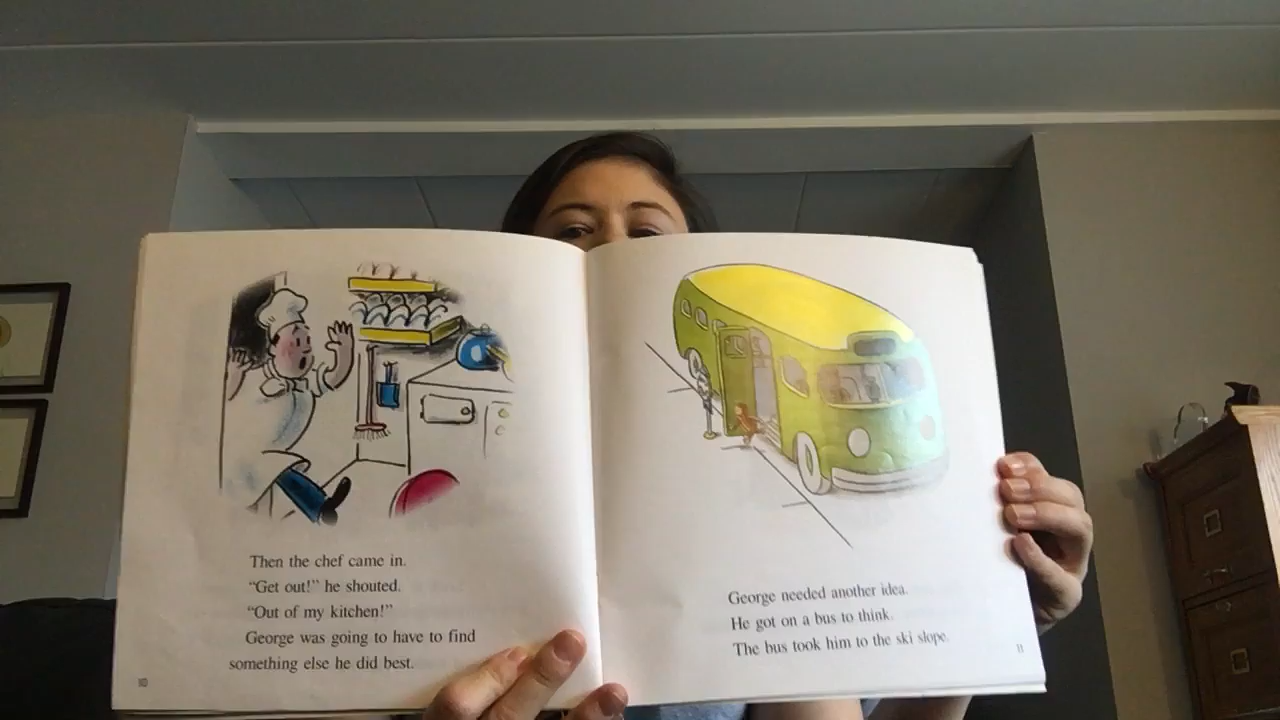 Then the chef came in.
“Get out!” he shouted.
“Out of my kitchen!”
George was going to have to find
something else he did best.
10
George needed another idea.
He got on a bus to think.
The bus took him to the ski slope.
11